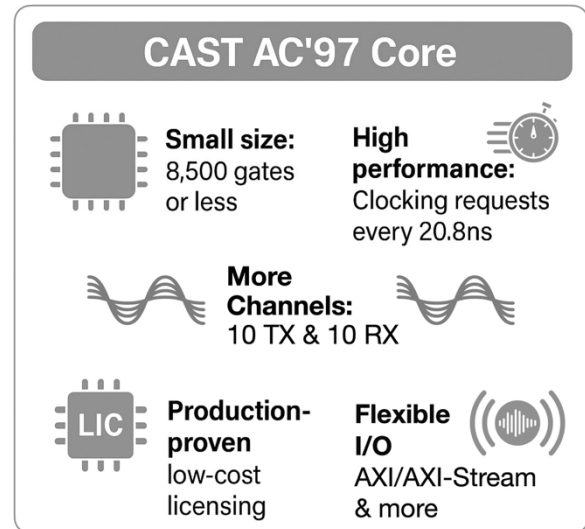 CAST AC'97 Core
Small size:
8,500 gates
or less
High
performance:
Clocking requests
every 20.8ns
More
Channels:
10 TX & 10 RX
LIC
Production-
proven
low-cost
licensing
Flexible
I/O
AXI/AXI-Stream
& more